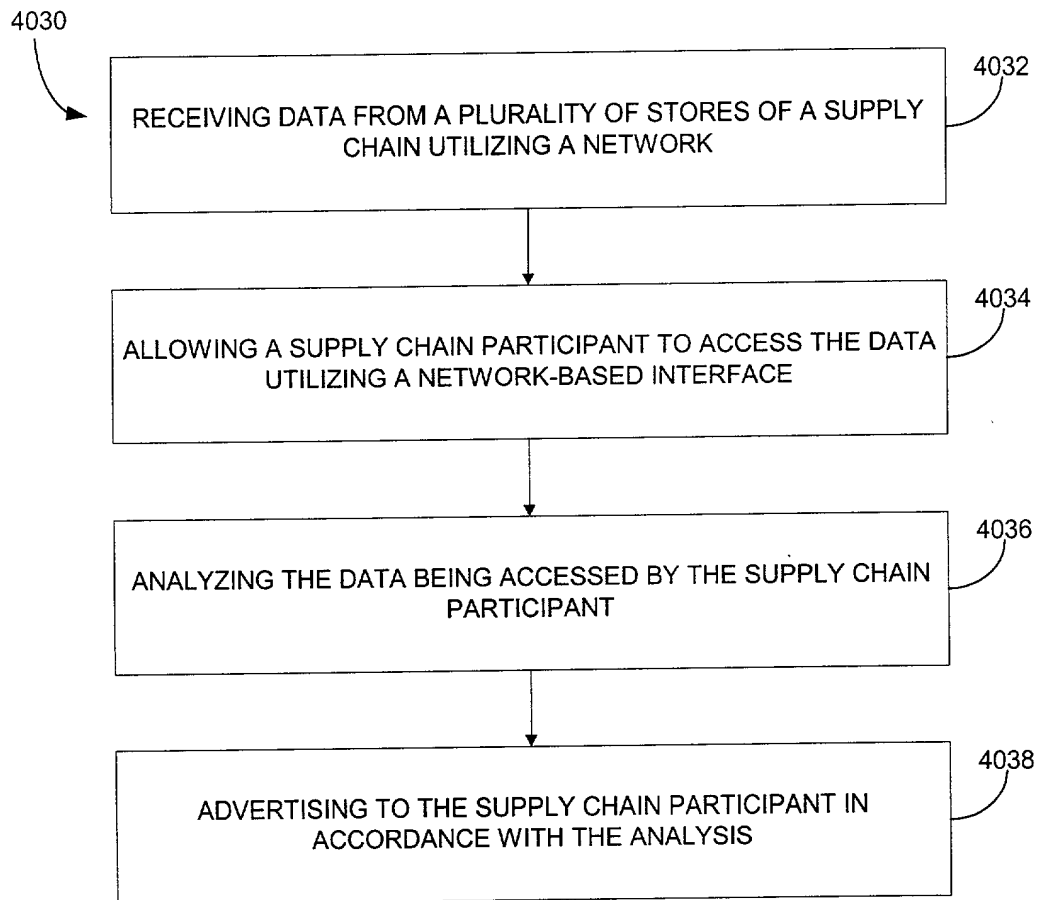 4030
4032
RECEIVING DATA FROM A PLURALITY OF STORES OF A SUPPLY
CHAIN UTILIZING A NETWORK
4034
ALLOWING A SUPPLY CHAIN PARTICIPANT TO ACCESS THE DATA
UTILIZING A NETWORK-BASED INTERFACE
4036
ANALYZING THE DATA BEING ACCESSED BY THE SUPPLY CHAIN
PARTICIPANT
4038
ADVERTISING TO THE SUPPLY CHAIN PARTICIPANT IN
ACCORDANCE WITH THE ANALYSIS